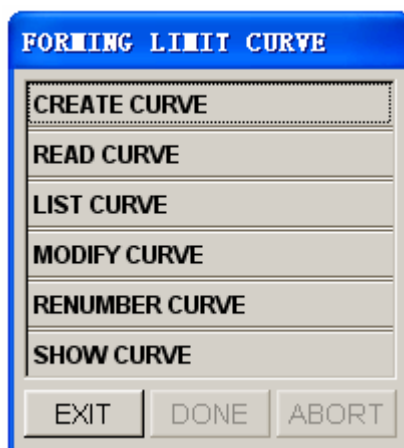 FORMING LIMIT CURVE
CREATE CURVE
READ CURVE
LIST CURVE
MODIFY CURVE
RENUMBER CURVE
SHOW CURVE
EXIT DONE ABORT